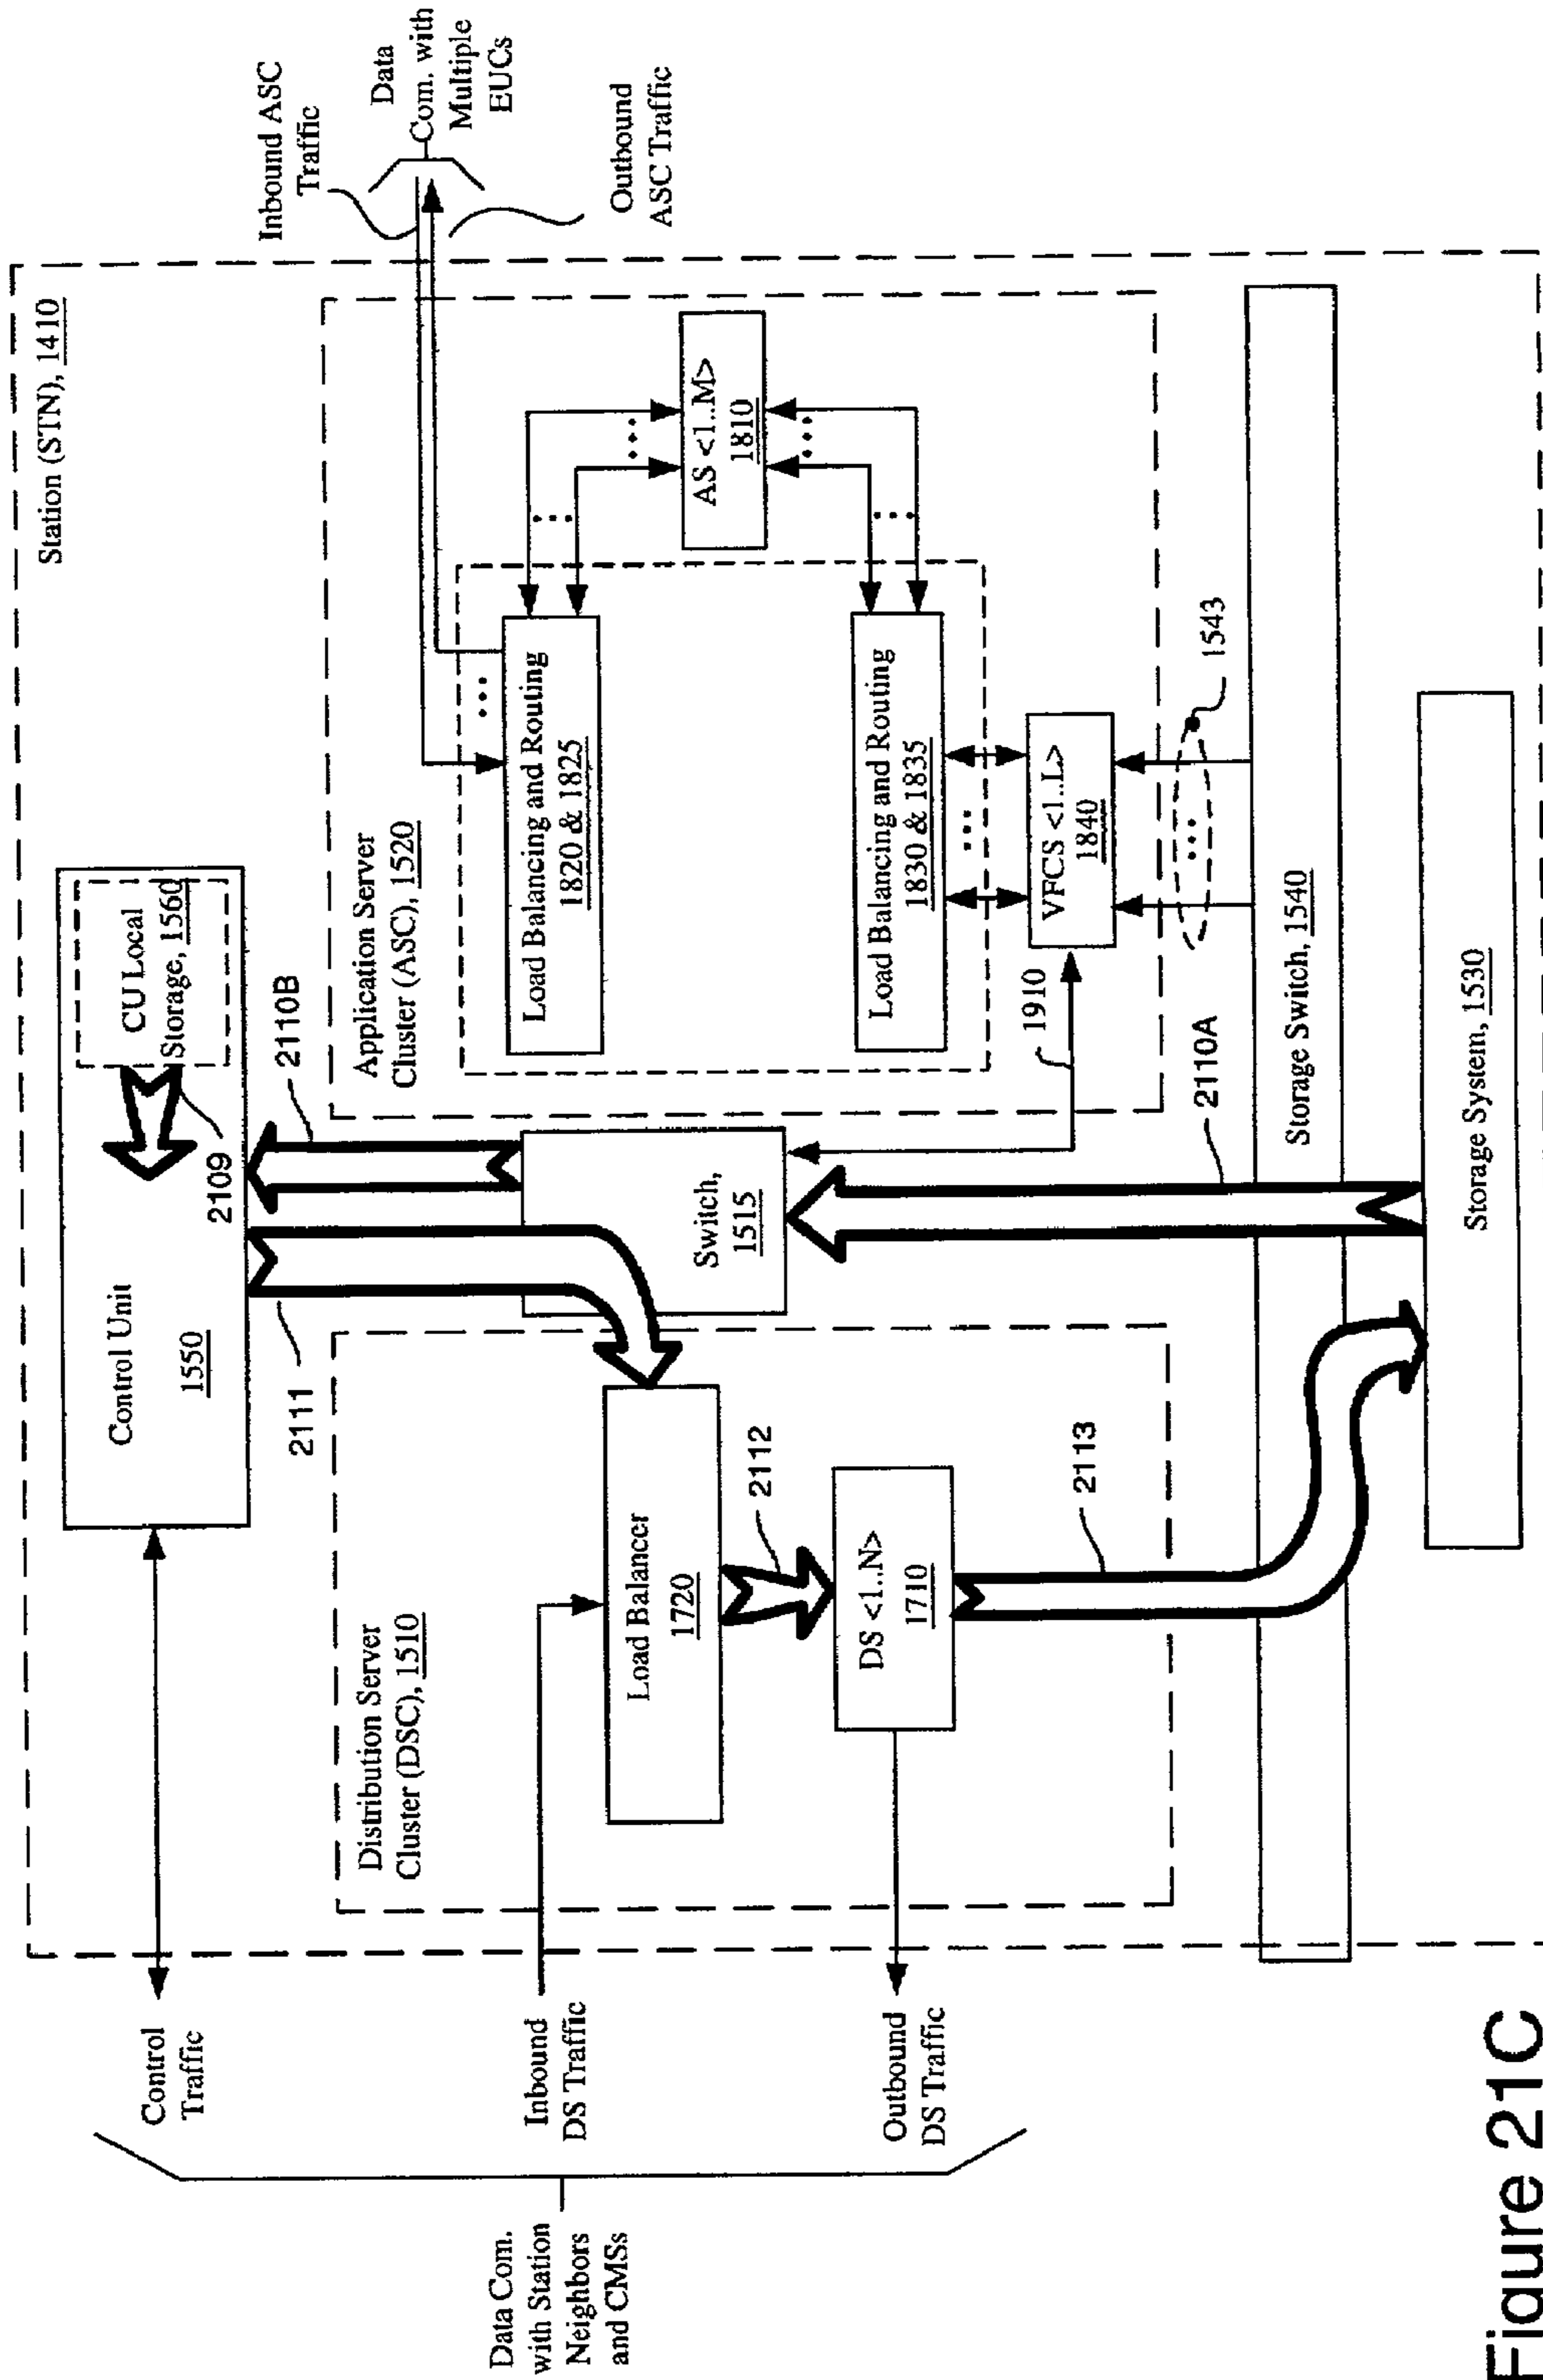 Station (STN), 1410
Control Unit
1550
CU Local
Storage, 1560
2109
2110B
2111
Control
Traffic
Data Com.
with Station
Neighbors
and CMSs
Inbound
DS Traffic
Outbound
DS Traffic
Distribution Server
Cluster (DSC), 1510
Load Balancer
1720
2112
DS <1..N>
1710
2113
Switch,
1515
Application Server
Cluster (ASC), 1520
Load Balancing and Routing
1820 & 1825
...
...
...
AS <1..M>
1810
...
...
Load Balancing and Routing
1830 & 1835
...
VFCS <1..L>
1840
1910
...
1543
2110A
Inbound ASC
Traffic
Data
Com. with
Multiple
EUCs
Outbound
ASC Traffic
Storage Switch, 1540
Storage System, 1530
Figure 21C